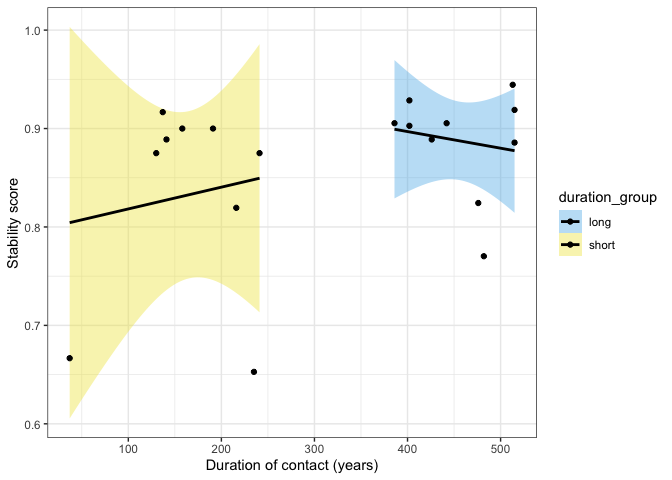 1.0
0.9
0.8
0.7
0.6
Stability score
100 200 300 400 500
Duration of contact (years)
duration_group
long
short